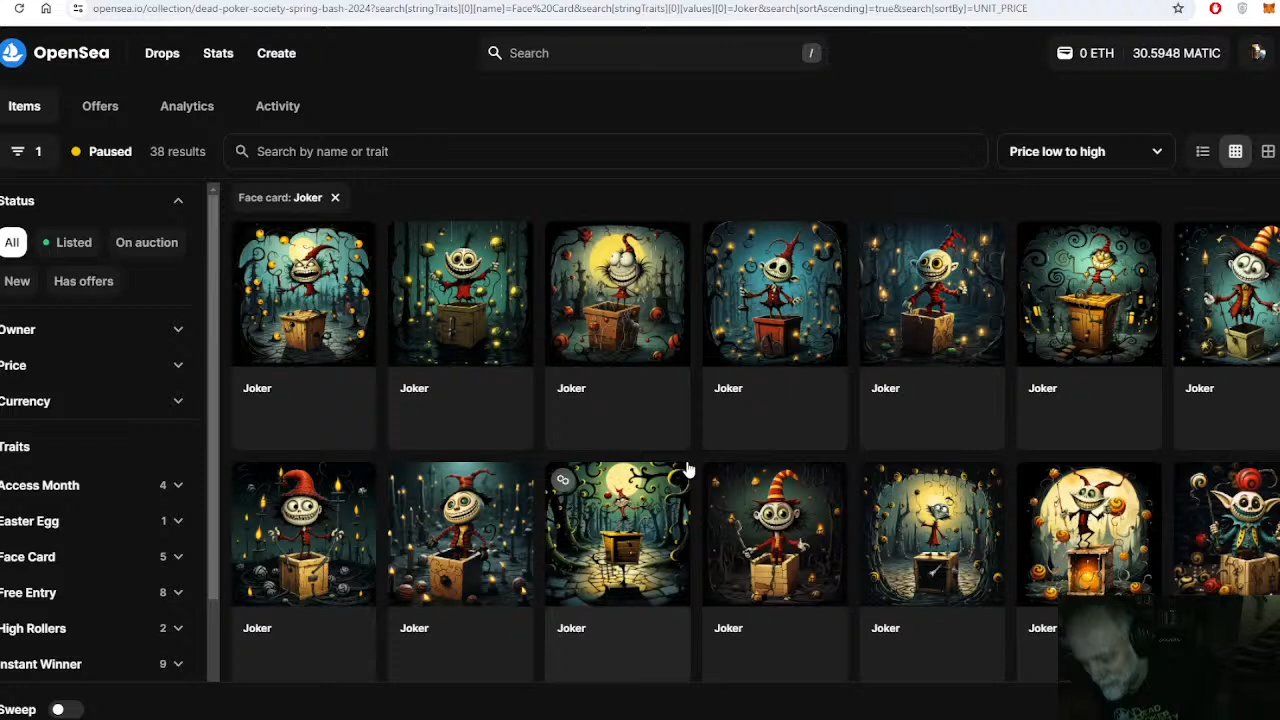 opensea.io/collection/dead-poker-society-spring-bash-2024?search[stringTraits][0][name]=Face%20Card&search[stringTraits][0][values][0]=Joker&search[sortAscending]=true&search[sortBy]=UNIT_PRICE
OpenSea Drops Stats Create Search / 0 ETH 30.5948 MATIC
Items Offers Analytics Activity
1 Paused 38 results Search by name or trait Price low to high
Status
Face card: Joker
All Listed On auction
New Has offers
Owner
Price
Currency
Joker Joker Joker Joker Joker Joker Joker
Traits
Access Month 4
Easter Egg 1
Face Card 5
Free Entry 8
High Rollers 2
Instant Winner 9
Joker Joker Joker Joker Joker Joker
Sweep
DEAD